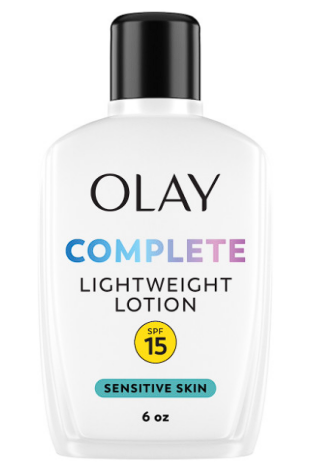 OLAY
COMPLETE
LIGHTWEIGHT
LOTION
SPF
15
SENSITIVE SKIN
6 oz